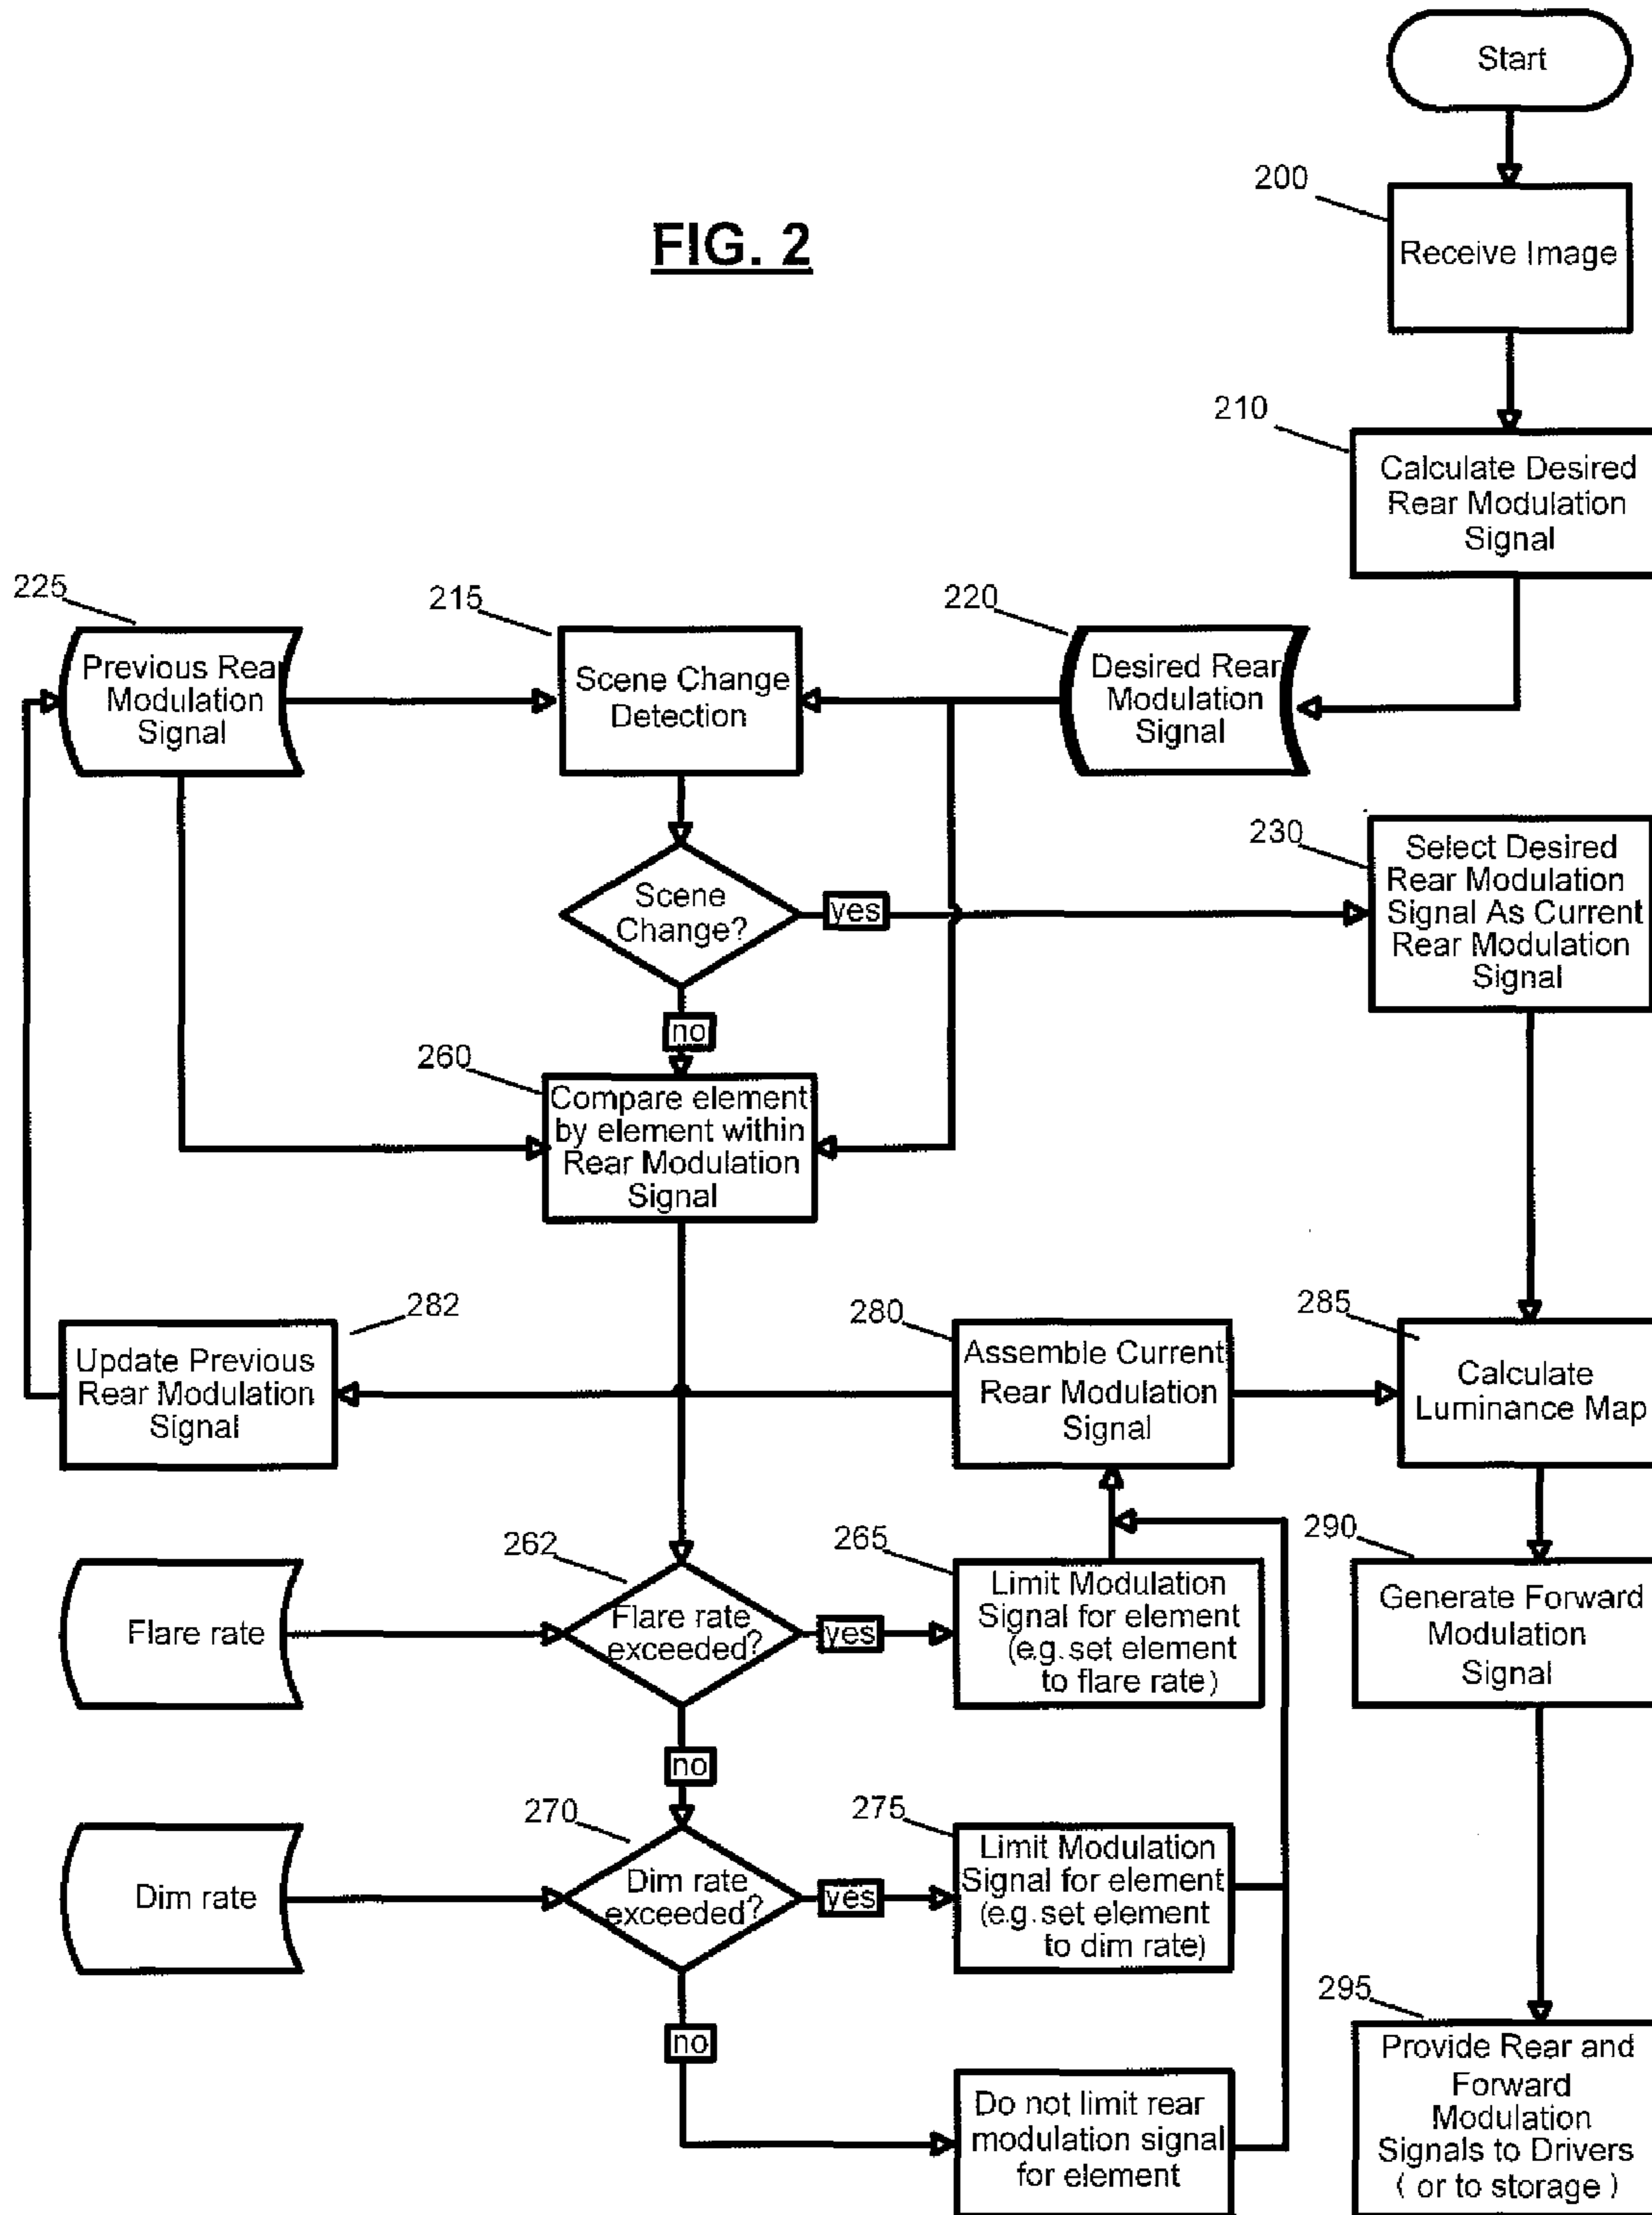 Start
200
Receive Image
FIG. 2
210
Calculate Desired
Rear Modulation
Signal
225
Previous Rear
Modulation
Signal
215
Scene Change
Detection
220
Desired Rear
Modulation
Signal
Scene
Change?
yes
no
230
Select Desired
Rear Modulation
Signal As Current
Rear Modulation
Signal
260
Compare element
by element within
Rear Modulation
Signal
282
Update Previous
Rear Modulation
Signal
280
Assemble Current
Rear Modulation
Signal
285
Calculate
Luminance Map
Flare rate
262
Flare rate
exceeded?
yes
no
265
Limit Modulation
Signal for element
(e.g. set element
to flare rate)
290
Generate Forward
Modulation
Signal
Dim rate
270
Dim rate
exceeded?
yes
no
275
Limit Modulation
Signal for element
(e.g. set element
to dim rate)
Do not limit rear
modulation signal
for element
295
Provide Rear and
Forward
Modulation
Signals to Drivers
( or to storage )